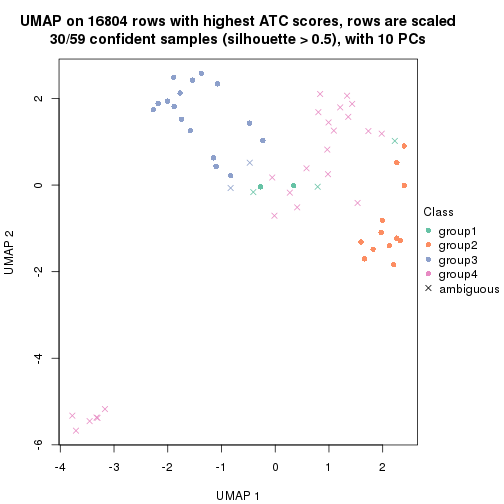 UMAP on 16804 rows with highest ATC scores, rows are scaled
30/59 confident samples (silhouette > 0.5), with 10 PCs
UMAP 2
2
0
-2
-4
-6
-4
-3
-2
-1
0
1
2
UMAP 1
Class
group1
group2
group3
group4
ambiguous